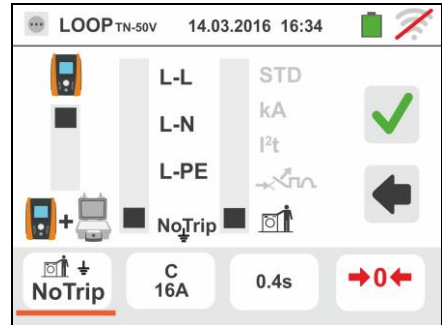 LOOP TN-50V 14.03.2016 16:34
L-L STD
L-N kA
I²t
L-PE
+ NoTrip
NoTrip C 16A 0.4s →0←